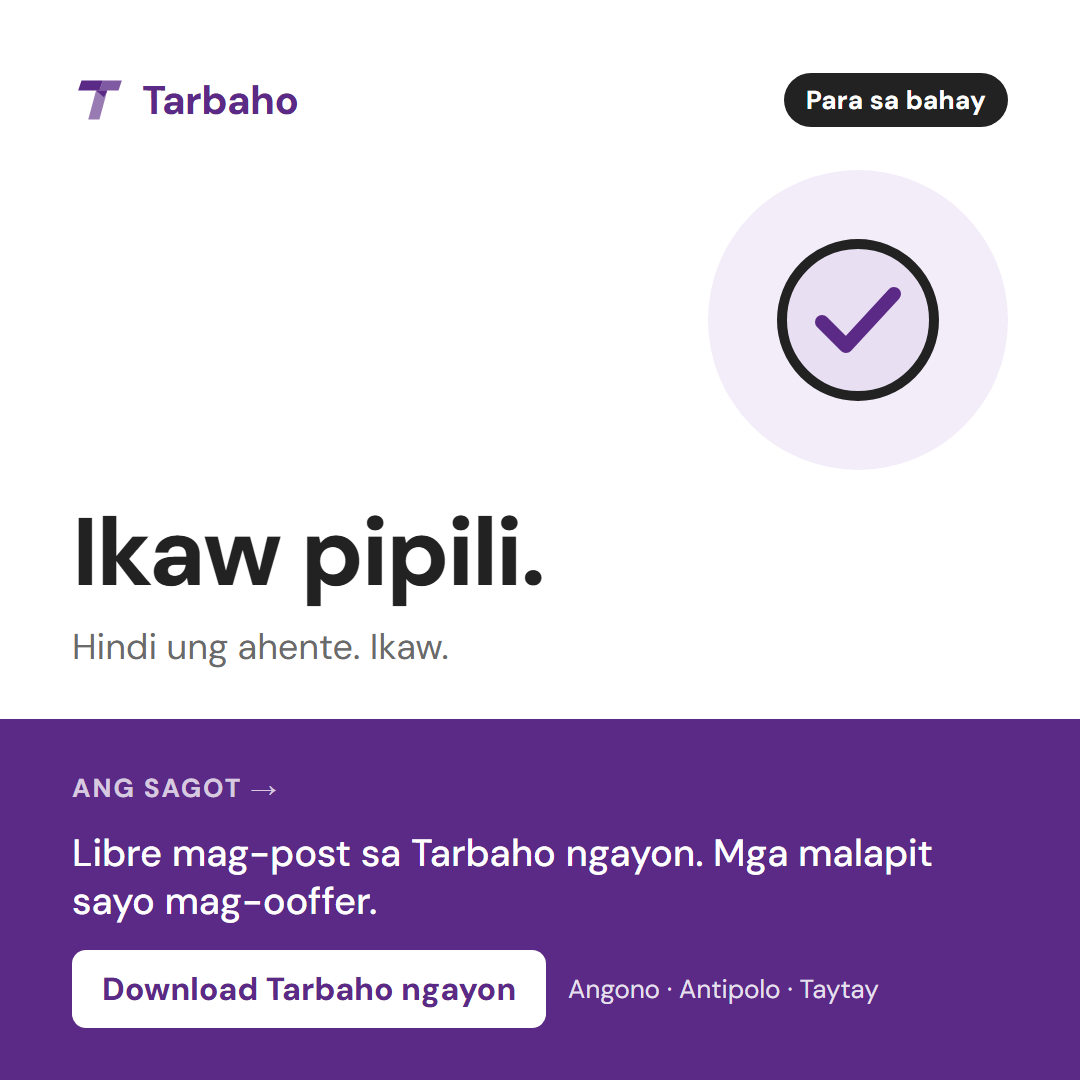 Tarbaho
Para sa bahay
Ikaw pipili.
Hindi ung ahente. Ikaw.
ANG SAGOT →
Libre mag-post sa Tarbaho ngayon. Mga malapit
sayo mag-ooffer.
Download Tarbaho ngayon
Angono · Antipolo · Taytay